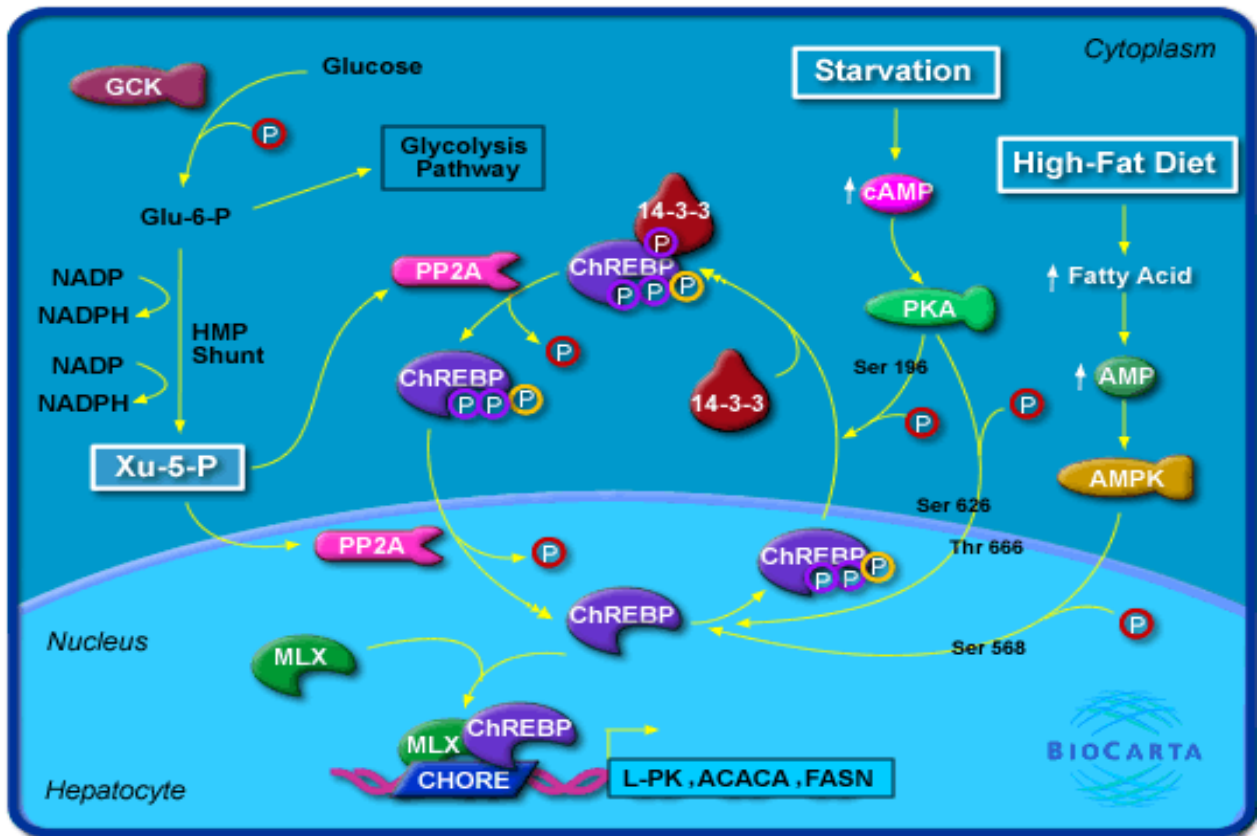 Cytoplasm
GCK
Glucose
P
Starvation
Glycolysis
Pathway
High-Fat Diet
cAMP
Glu-6-P
14-3-3
P
ChREBP
P P P
PP2A
Fatty Acid
NADP
NADPH
HMP
Shunt
NADP
NADPH
PKA
P
Ser 196
ChREBP
P P P
AMP
14-3-3
P
P
Xu-5-P
AMPK
Ser 626
Thr 666
PP2A
P
ChREBP
P P P
ChREBP
P
Nucleus
MLX
Ser 568
ChREBP
MLX
CHORE
L-PK ,ACACA ,FASN
BIOCARTA
Hepatocyte